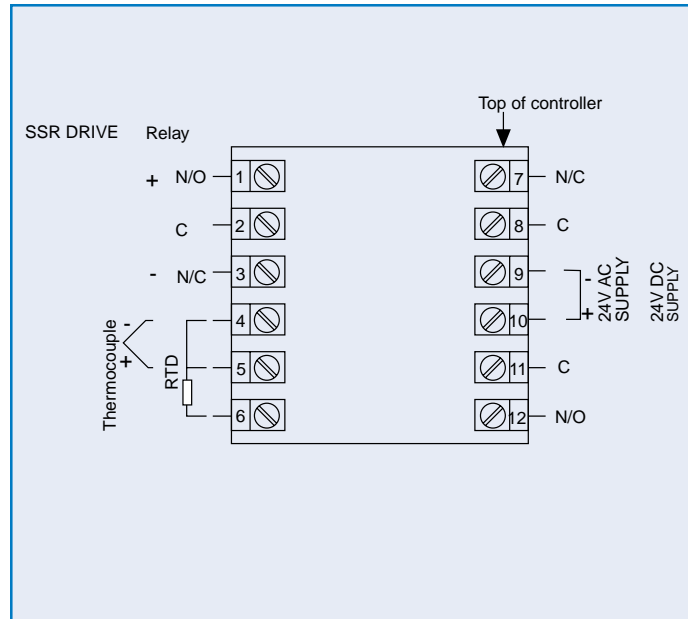 Top of controller
SSR DRIVE Relay
+ N/O 1 7 N/C
C 2 8 C
- N/C 3 9 -
- 4 10 +
+ 5 11 C
6 12 N/O
Thermocouple
RTD
24V AC
SUPPLY
24V DC
SUPPLY